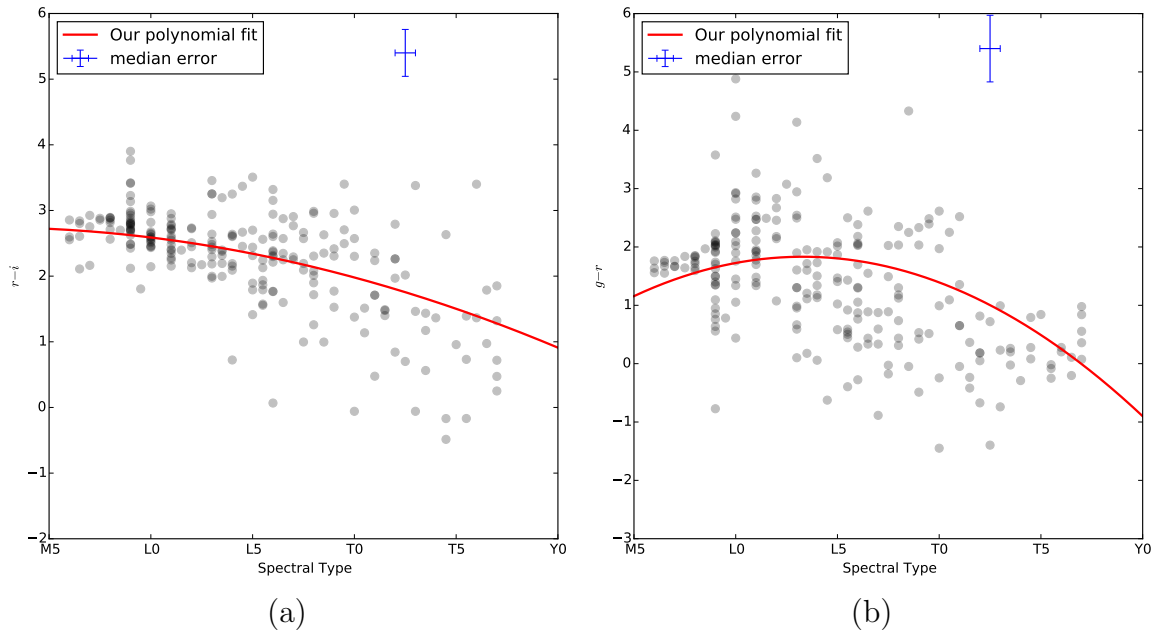 Our polynomial fit
median error
6
5
4
3
2
1
0
−1
−2
r−i
M5 L0 L5 T0 T5 Y0
Spectral Type
(a)
Our polynomial fit
median error
6
5
4
3
2
1
0
−1
−2
−3
g−r
M5 L0 L5 T0 T5 Y0
Spectral Type
(b)